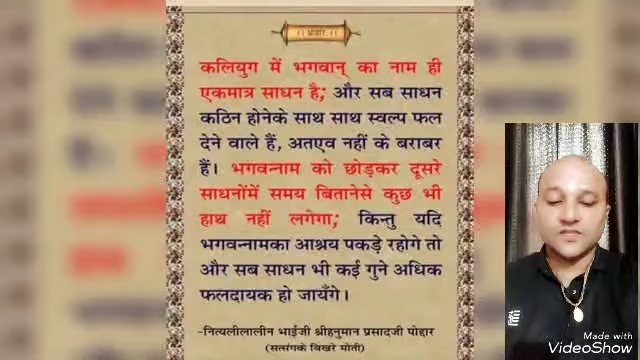 ।। श्रीहरिः ।।
कलियुग में भगवान् का नाम ही
एकमात्र साधन है; और सब साधन
कठिन होनेके साथ साथ स्वल्प फल
देने वाले हैं, अतएव नहीं के बराबर
हैं। भगवन्नाम को छोड़कर दूसरे
साधनोंमें समय बितानेसे कुछ भी
हाथ नहीं लगेगा; किन्तु यदि
भगवन्नामका आश्रय पकड़े रहोगे तो
और सब साधन भी कई गुने अधिक
फलदायक हो जायँगे।
-नित्यलीलालीन भाईजी श्रीहनुमान प्रसादजी पोद्दार
(सत्संगके बिखरे मोती)
Made with
VideoShow